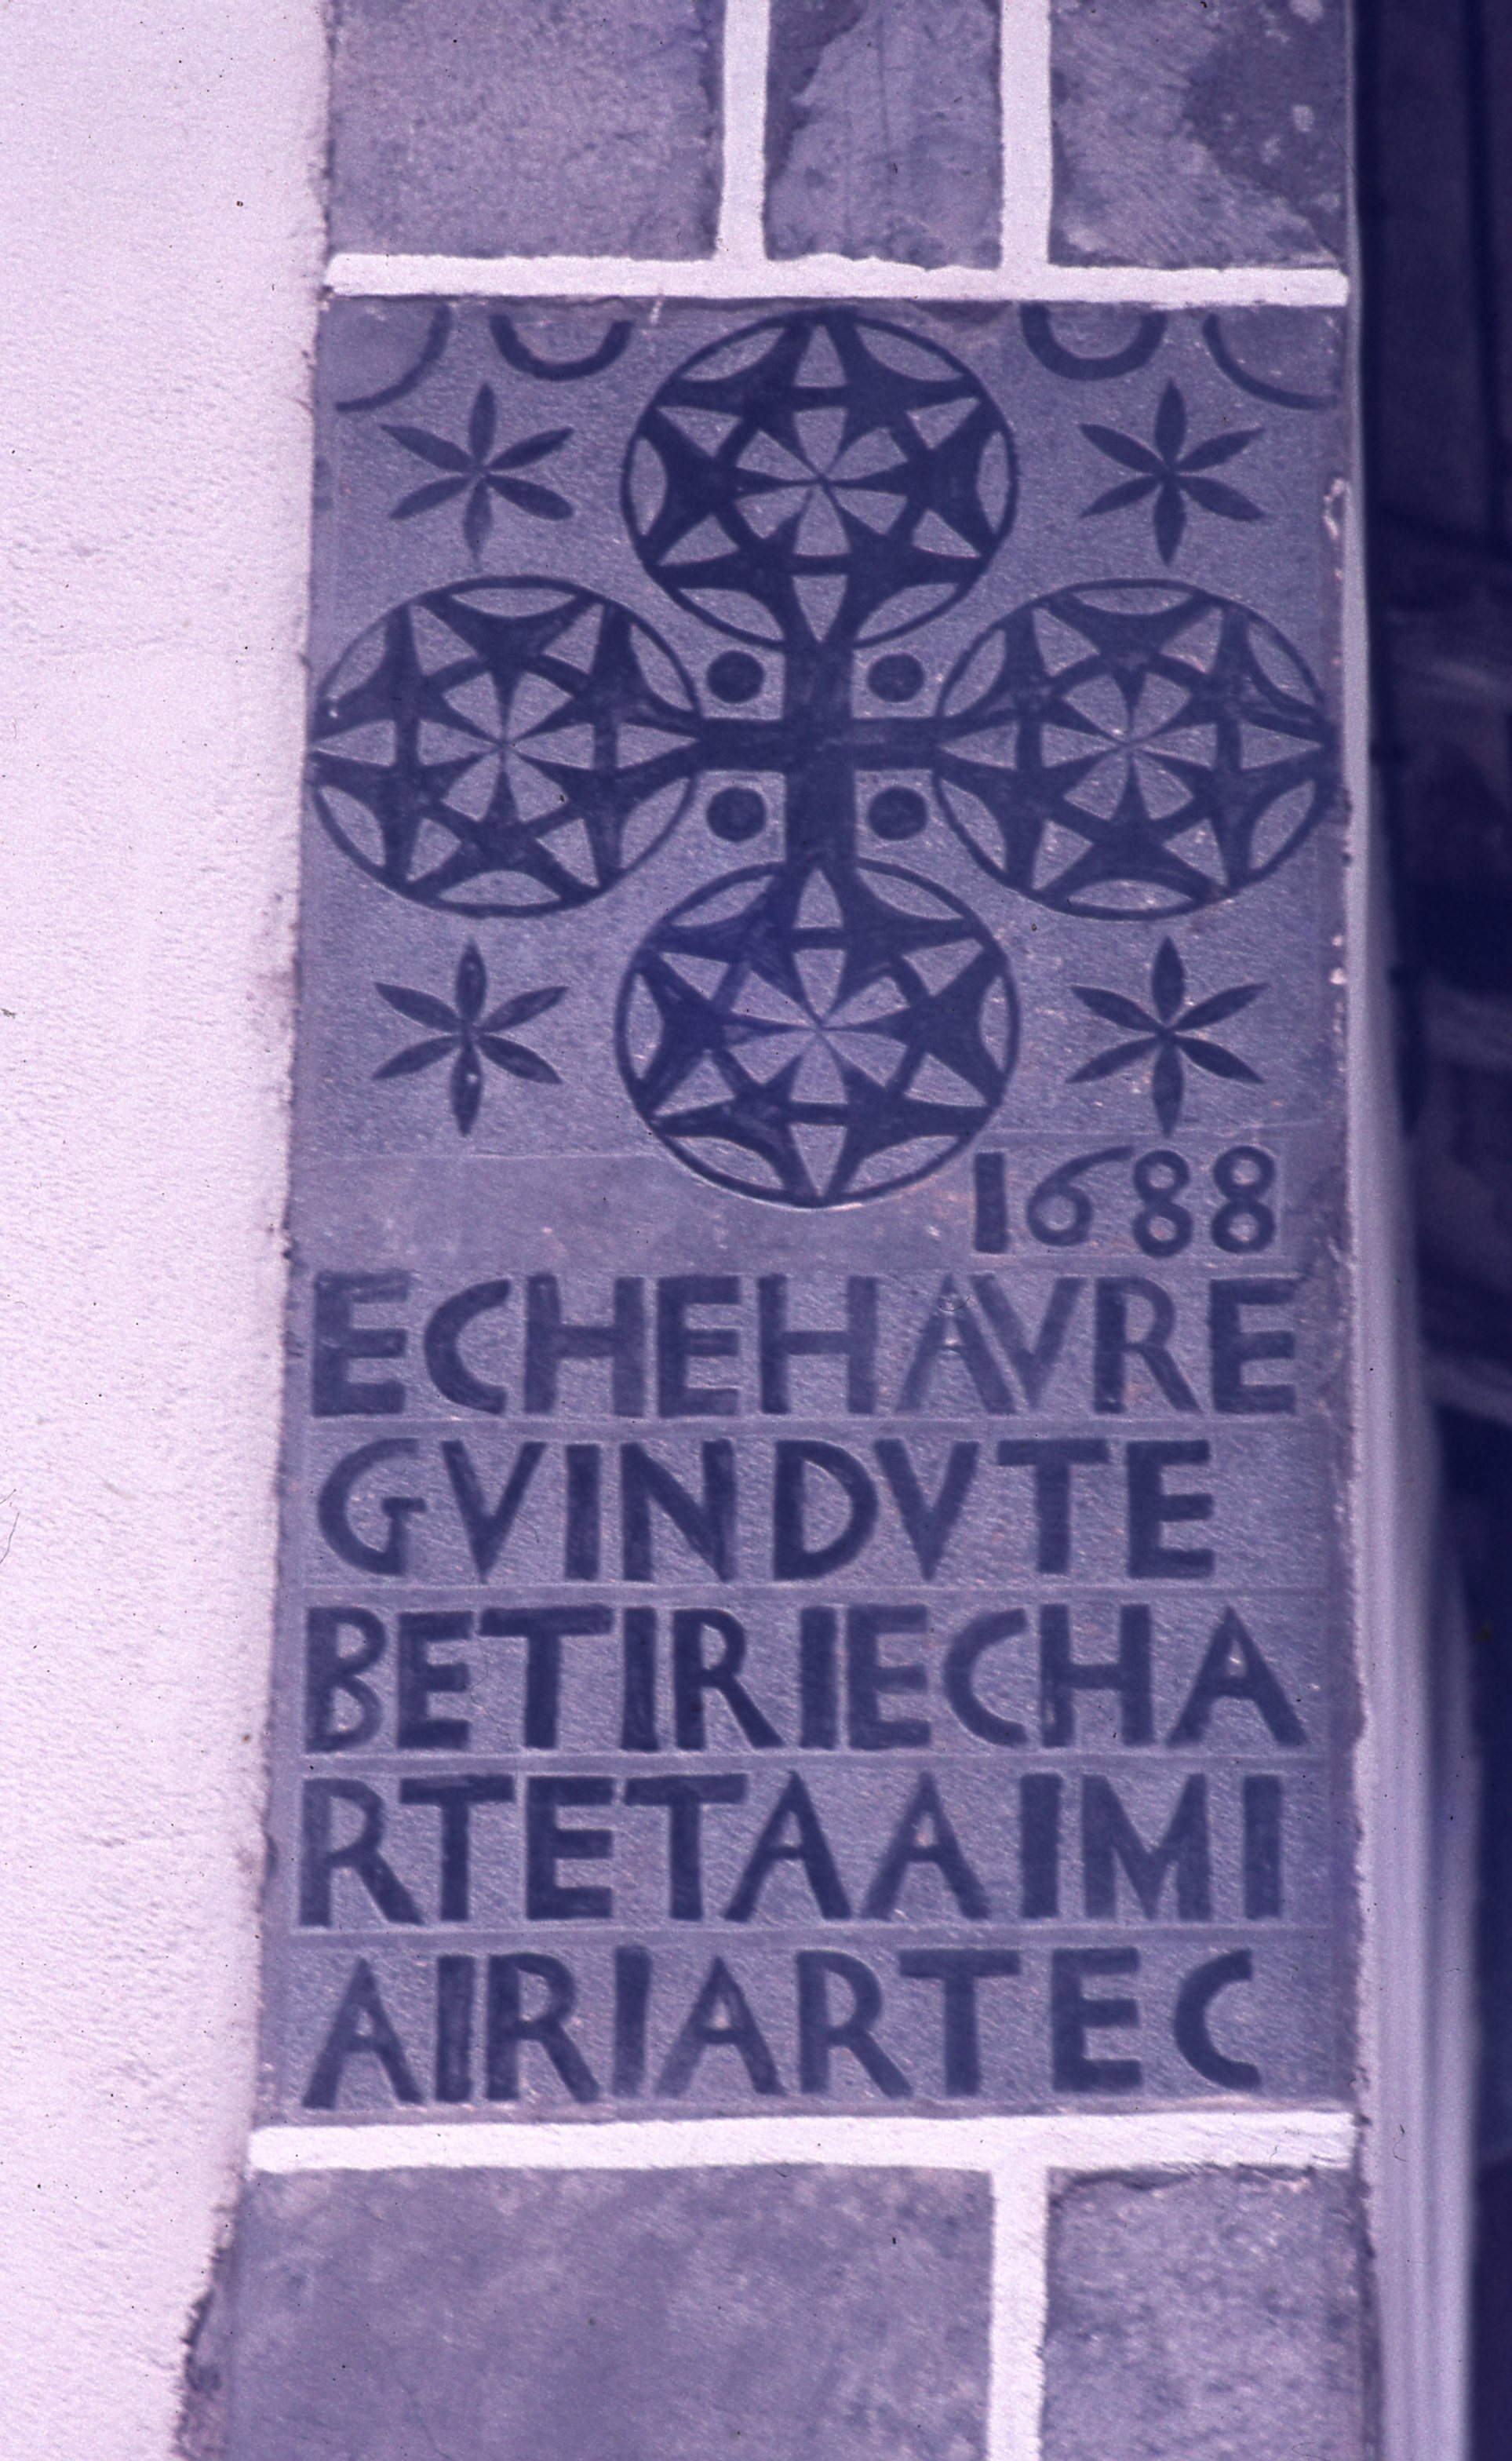 1688
ECHEHAVRE
GVINDVTE
BETIRIECHA
RTETAAIMI
AIRIARTEC